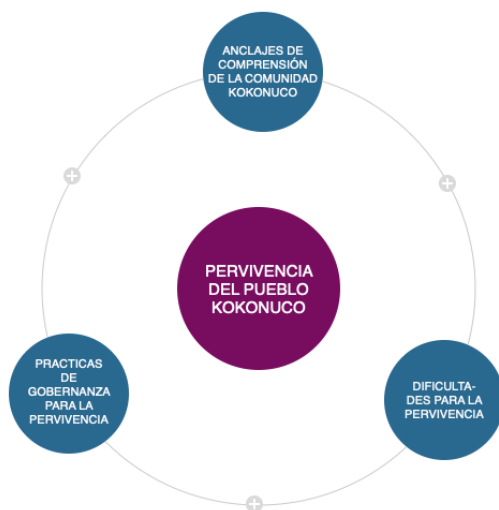 ANCLAJES DE
COMPRENSIÓN
DE LA COMUNIDAD
KOKONUCO
PERVIVENCIA
DEL PUEBLO
KOKONUCO
PRACTICAS
DE
GOBERNANZA
PARA LA
PERVIVENCIA
DIFICULTA-
DES PARA LA
PERVIVENCIA